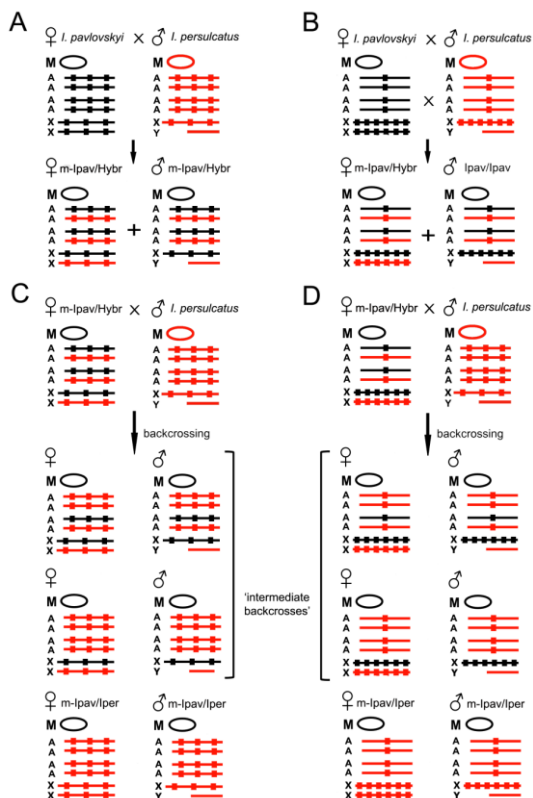 A
♀ I. pavlovskyi × ♂ I. persulcatus
M M
A A
A A
A A
A A
X X
X Y
♀ m-Ipav/Hybr ♂ m-Ipav/Hybr
M M
A A
A A
A + A
A A
X X
X Y
B
♀ I. pavlovskyi × ♂ I. persulcatus
M M
A A
A A
A × A
A A
X X
X Y
♀ m-Ipav/Hybr ♂ Ipav/Ipav
M M
A A
A A
A + A
A A
X X
X Y
C
♀ m-Ipav/Hybr × ♂ I. persulcatus
M M
A A
A A
A A
A A
X X
X Y
backcrossing
♀ ♂
M M
A A
A A
A A
A A
X X
X Y
♀ ♂
M M
A A
A A
A A
A A
X X
X Y
'intermediate
backcrosses'
♀ m-Ipav/Iper ♂ m-Ipav/Iper
M M
A A
A A
A A
A A
X X
X Y
D
♀ m-Ipav/Hybr × ♂ I. persulcatus
M M
A A
A A
A A
A A
X X
X Y
backcrossing
♀ ♂
M M
A A
A A
A A
A A
X X
X Y
♀ ♂
M M
A A
A A
A A
A A
X X
X Y
♀ m-Ipav/Iper ♂ m-Ipav/Iper
M M
A A
A A
A A
A A
X X
X Y